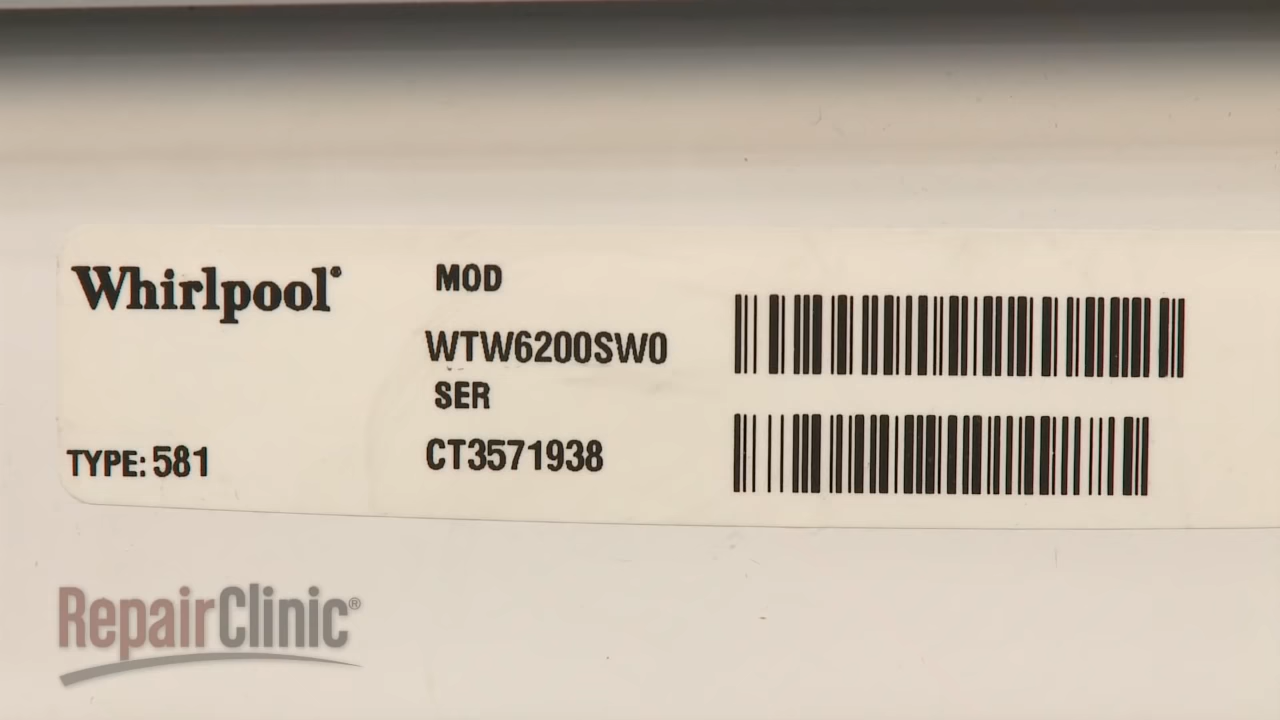 Whirlpool®
MOD
WTW6200SW0
SER
CT3571938
TYPE: 581
RepairClinic®